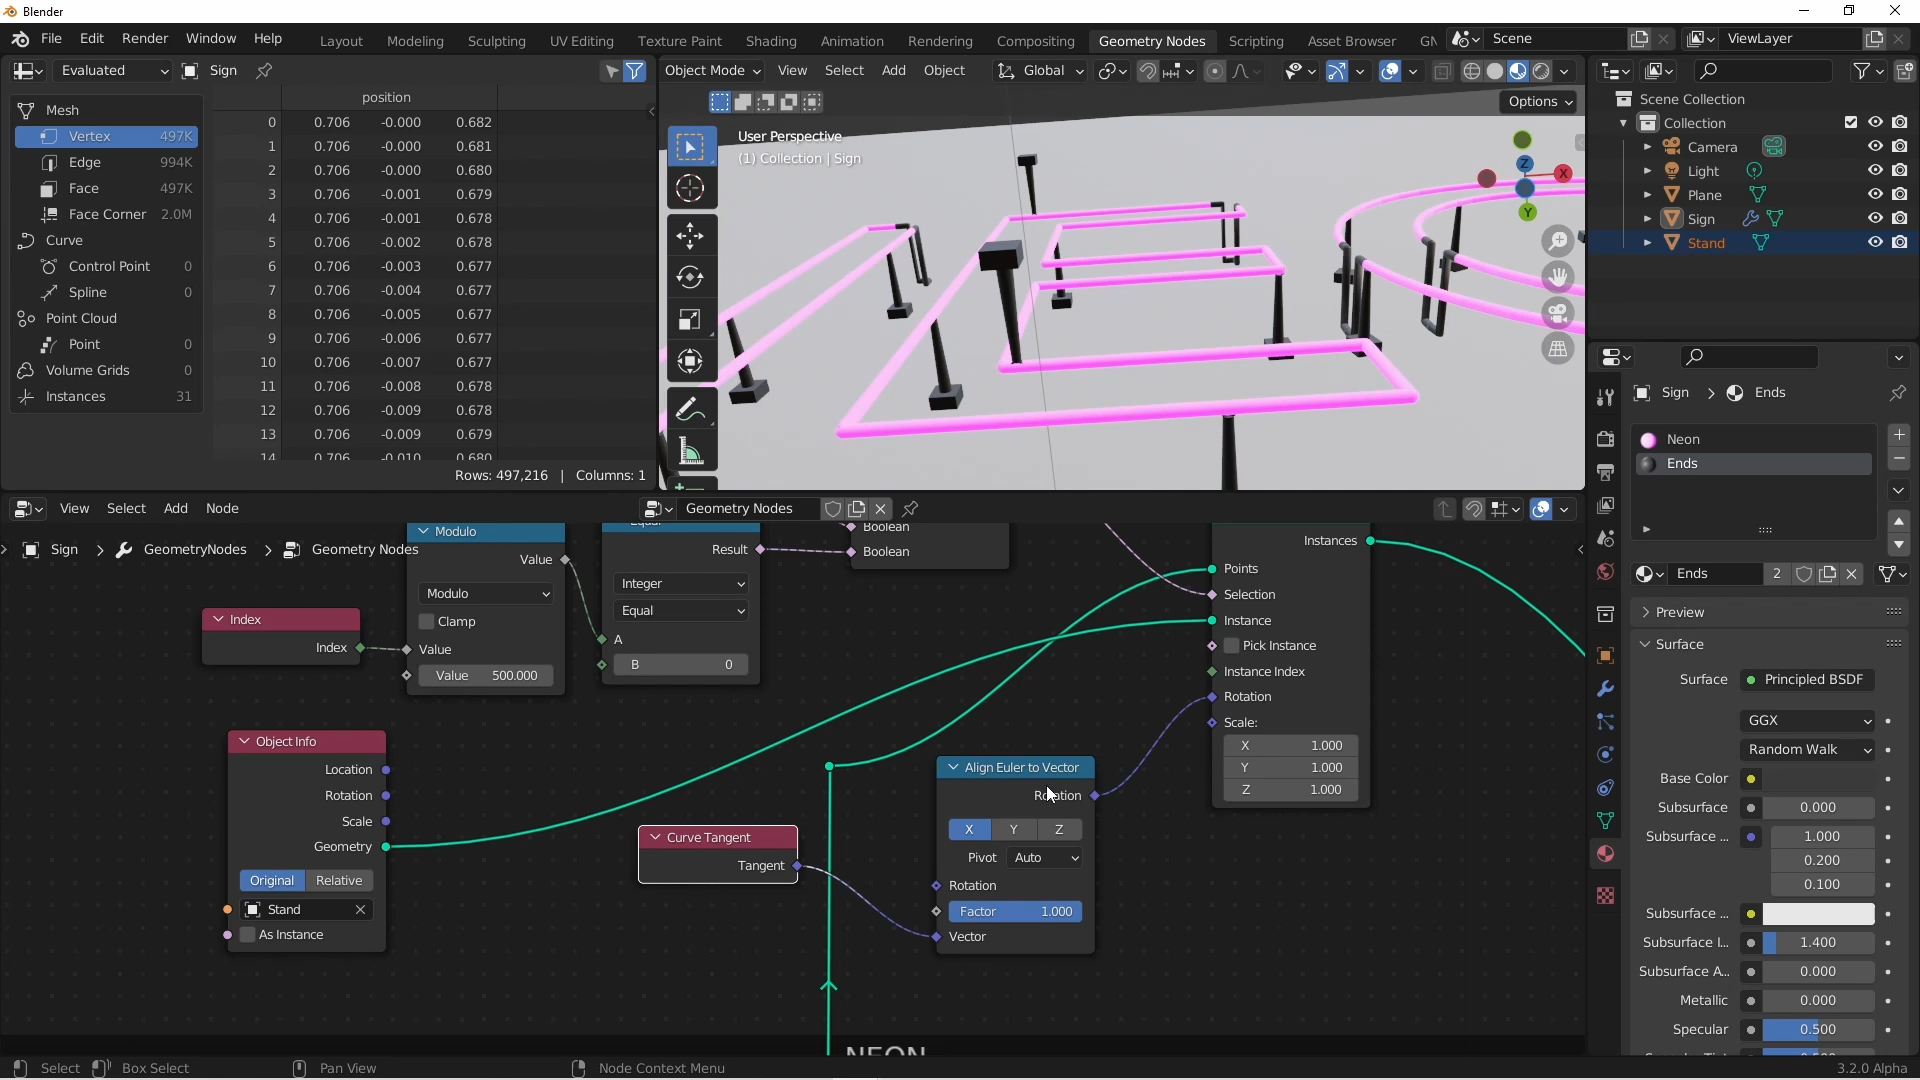 Blender
File Edit Render Window Help Layout Modeling Sculpting UV Editing Texture Paint Shading Animation Rendering Compositing Geometry Nodes Scripting Asset Browser Scene ViewLayer
Evaluated Sign
Object Mode View Select Add Object Global
Options
Mesh
Vertex 497K
Edge 994K
Face 497K
Face Corner 2.0M
Curve
Control Point 0
Spline 0
Point Cloud
Point 0
Volume Grids 0
Instances 31
position
0 0.706 -0.000 0.682
1 0.706 -0.000 0.681
2 0.706 -0.000 0.680
3 0.706 -0.001 0.679
4 0.706 -0.001 0.678
5 0.706 -0.002 0.678
6 0.706 -0.003 0.677
7 0.706 -0.004 0.677
8 0.706 -0.005 0.677
9 0.706 -0.006 0.677
10 0.706 -0.007 0.677
11 0.706 -0.008 0.678
12 0.706 -0.009 0.678
13 0.706 -0.009 0.679
14 0.706 -0.010 0.680
Rows: 497,216 | Columns: 1
User Perspective
(1) Collection | Sign
Z
X
Y
Scene Collection
Collection
Camera
Light
Plane
Sign
Stand
Sign > Ends
Neon
Ends
Ends 2
Preview
Surface
Surface Principled BSDF
GGX
Random Walk
Base Color
Subsurface 0.000
Subsurface ... 1.000
0.200
0.100
Subsurface ...
Subsurface I... 1.400
Subsurface A... 0.000
Metallic 0.000
Specular 0.500
View Select Add Node Geometry Nodes
Sign > GeometryNodes > Geometry Nodes
Modulo
Value
Modulo
Clamp
Value
Value 500.000
Result
Integer
Equal
A
B 0
Boolean
Boolean
Index
Index
Object Info
Location
Rotation
Scale
Geometry
Original Relative
Stand
As Instance
Curve Tangent
Tangent
Align Euler to Vector
Rotation
X Y Z
Pivot Auto
Rotation
Factor 1.000
Vector
Instances
Points
Selection
Instance
Pick Instance
Instance Index
Rotation
Scale:
X 1.000
Y 1.000
Z 1.000
NEON
Select Box Select Pan View Node Context Menu 3.2.0 Alpha